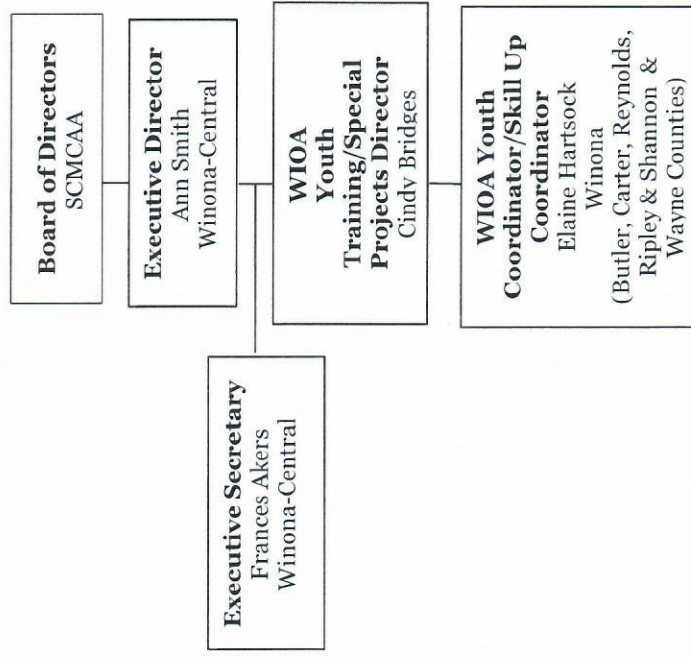 Board of Directors
SCMCAA
Executive Director
Ann Smith
Winona-Central
Executive Secretary
Frances Akers
Winona-Central
WIOA
Youth
Training/Special
Projects Director
Cindy Bridges
WIOA Youth
Coordinator/Skill Up
Coordinator
Elaine Hartsock
Winona
(Butler, Carter, Reynolds,
Ripley & Shannon &
Wayne Counties)